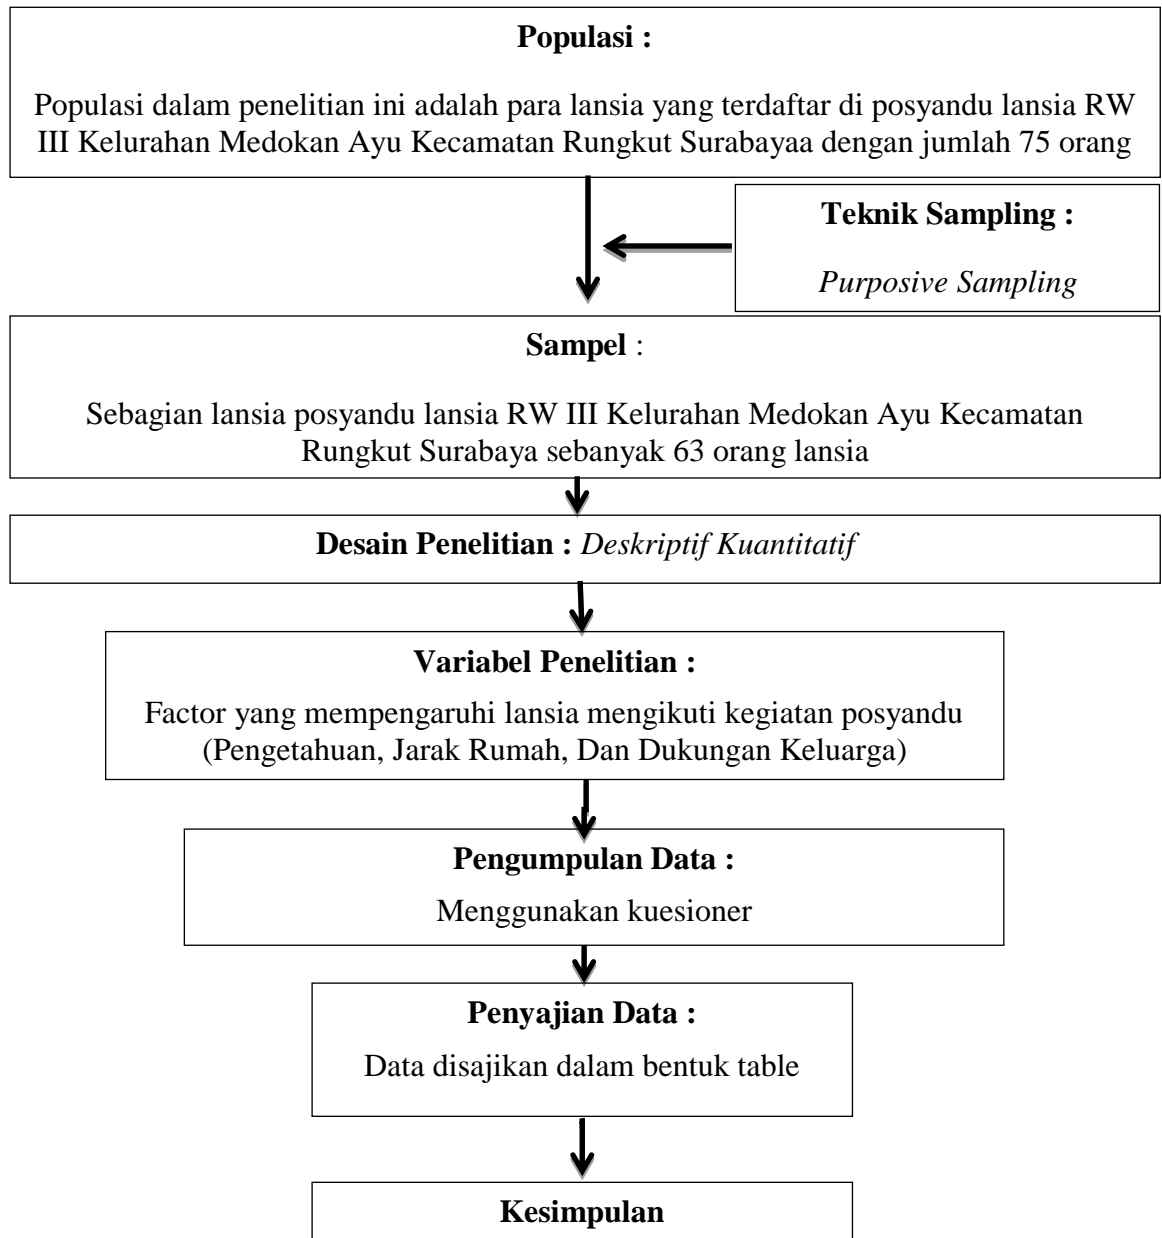 Populasi :
Populasi dalam penelitian ini adalah para lansia yang terdaftar di posyandu lansia RW
III Kelurahan Medokan Ayu Kecamatan Rungkut Surabayaa dengan jumlah 75 orang
Teknik Sampling :
Purposive Sampling
Sampel :
Sebagian lansia posyandu lansia RW III Kelurahan Medokan Ayu Kecamatan
Rungkut Surabaya sebanyak 63 orang lansia
Desain Penelitian : Deskriptif Kuantitatif
Variabel Penelitian :
Factor yang mempengaruhi lansia mengikuti kegiatan posyandu
(Pengetahuan, Jarak Rumah, Dan Dukungan Keluarga)
Pengumpulan Data :
Menggunakan kuesioner
Penyajian Data :
Data disajikan dalam bentuk table
Kesimpulan